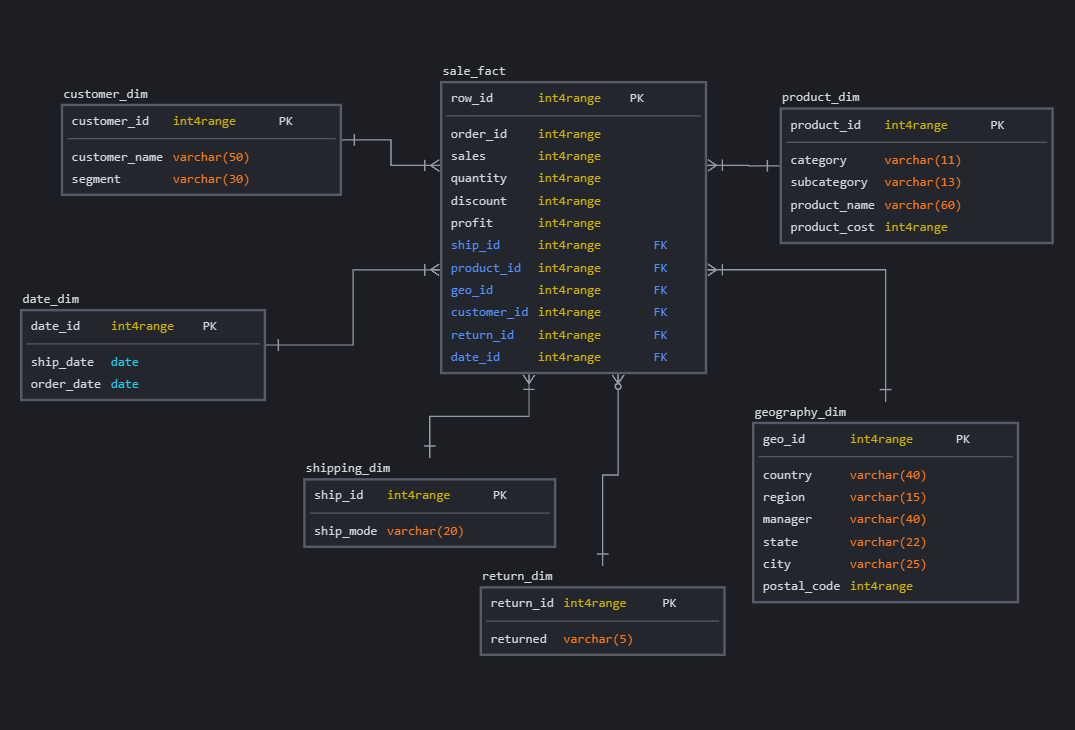 customer_dim
customer_id int4range PK
customer_name varchar(50)
segment varchar(30)
sale_fact
row_id int4range PK
order_id int4range
sales int4range
quantity int4range
discount int4range
profit int4range
ship_id int4range FK
product_id int4range FK
geo_id int4range FK
customer_id int4range FK
return_id int4range FK
date_id int4range FK
product_dim
product_id int4range PK
category varchar(11)
subcategory varchar(13)
product_name varchar(60)
product_cost int4range
date_dim
date_id int4range PK
ship_date date
order_date date
shipping_dim
ship_id int4range PK
ship_mode varchar(20)
return_dim
return_id int4range PK
returned varchar(5)
geography_dim
geo_id int4range PK
country varchar(40)
region varchar(15)
manager varchar(40)
state varchar(22)
city varchar(25)
postal_code int4range